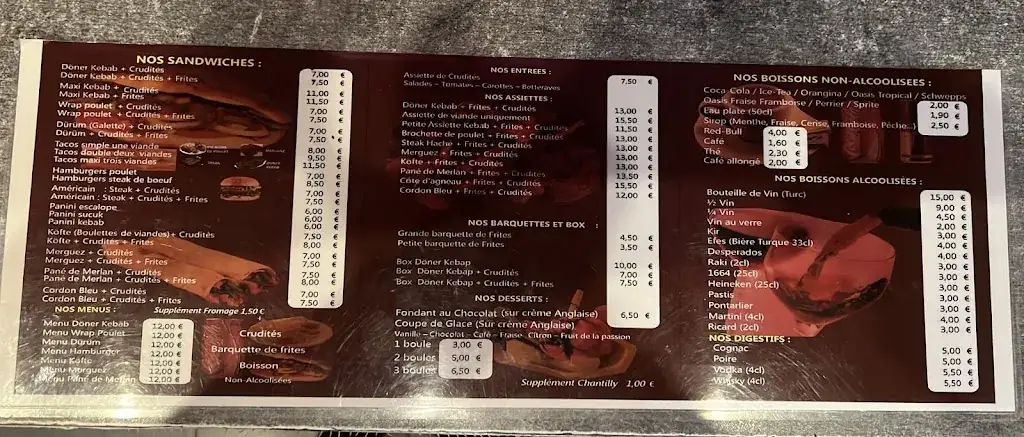 NOS SANDWICHES :
Döner Kebab + Crudités 7,00 €
Döner Kebab + Crudités + Frites 7,50 €
Maxi Kebab + Crudités 11,00 €
Maxi Kebab + Frites 11,50 €
Wrap poulet + Crudités 7,00 €
Wrap poulet + Crudités + Frites 7,50 €
Dürüm (Galette) + Crudités 7,00 €
Dürüm + Crudités + Frites 7,50 €
Tacos simple une viande 8,00 €
Tacos double deux viandes 9,50 €
Tacos maxi trois viandes 11,50 €
Hamburgers poulet 7,00 €
Hamburgers steak de boeuf 8,50 €
Américain : Steak + Crudités 7,00 €
Américain : Steak + Crudités + Frites 7,50 €
Panini escalope 6,00 €
Panini sucuk 6,00 €
Panini kebab 6,00 €
Köfte (Boulettes de viandes)+ Crudités 7,50 €
Köfte + Crudités + Frites 8,00 €
Merguez + Crudités 7,00 €
Merguez + Crudités + Frites 7,50 €
Pané de Merlan + Crudités 7,50 €
Pané de Merlan + Crudités + Frites 8,00 €
Cordon Bleu + Crudités 7,00 €
Cordon Bleu + Crudités + Frites 7,50 €
Supplément Fromage 1,50 €
NOS MENUS :
Menu Döner Kebab 12,00 €
Menu Wrap Poulet 12,00 €
Menu Dürüm 12,00 €
Menu Hamburger 12,00 €
Menu Köfte 12,00 €
Menu Merguez 12,00 €
Menu Pané de Merlan 12,00 €
Crudités
Barquette de frites
Boisson
Non-Alcoolisées
NOS ENTREES :
Assiette de Crudités 7,50 €
Salades – Tomates – Carottes – Betteraves
NOS ASSIETTES :
Döner Kebab + Frites + Crudités 13,00 €
Assiette de viande uniquement 15,50 €
Petite Assiette Kebab + Frites + Crudités 11,50 €
Brochette de poulet + Frites + Crudités 13,00 €
Steak Hache + Frites + Crudités 13,00 €
Merguez + Frites + Crudités 13,00 €
Köfte + Frites + Crudités 13,00 €
Pané de Merlan + Frites + Crudités 13,50 €
Côte d'agneau + Frites + Crudités 15,50 €
Cordon Bleu + Frites + Crudités 12,00 €
NOS BARQUETTES ET BOX :
Grande barquette de Frites 4,50 €
Petite barquette de Frites 3,50 €
Box Döner Kebap 10,00 €
Box Döner Kebap + Crudités 7,00 €
Box Döner Kebap + Crudités + Frites 7,50 €
NOS DESSERTS :
Fondant au Chocolat (sur crème Anglaise) 6,50 €
Coupe de Glace (Sur crème Anglaise)
Vanille – Chocolat – Café – Fraise Citron – Fruit de la passion
1 boule 3,00 €
2 boules 5,00 €
3 boules 6,50 €
Supplément Chantilly 1,00 €
NOS BOISSONS NON-ALCOOLISEES :
Coca-Cola / Ice-Tea / Orangina / Oasis Tropical / Schwepps
Oasis Fraise Framboise / Perrier / Sprite 2,00 €
Eau plate (50cl) 1,90 €
Sirop (Menthe, Fraise, Cerise, Framboise, Pêche...) 2,50 €
Red-Bull 4,00 €
Café 1,60 €
Thé 2,30 €
Café allongé 2,00 €
NOS BOISSONS ALCOOLISÉES :
Bouteille de Vin (Turc) 15,00 €
½ Vin 9,00 €
¼ Vin 4,50 €
Vin au verre 2,00 €
Kir 3,00 €
Efes (Bière Turque 33cl) 4,00 €
Desperados 4,00 €
Raki (2cl) 3,00 €
1664 (25cl) 3,00 €
Heineken (25cl) 3,00 €
Pastis 3,00 €
Pontarlier 3,00 €
Martini (4cl) 4,00 €
Ricard (2cl) 3,00 €
NOS DIGESTIFS :
Cognac 5,00 €
Poire 5,00 €
Vodka (4cl) 5,50 €
Whisky (4cl) 5,50 €